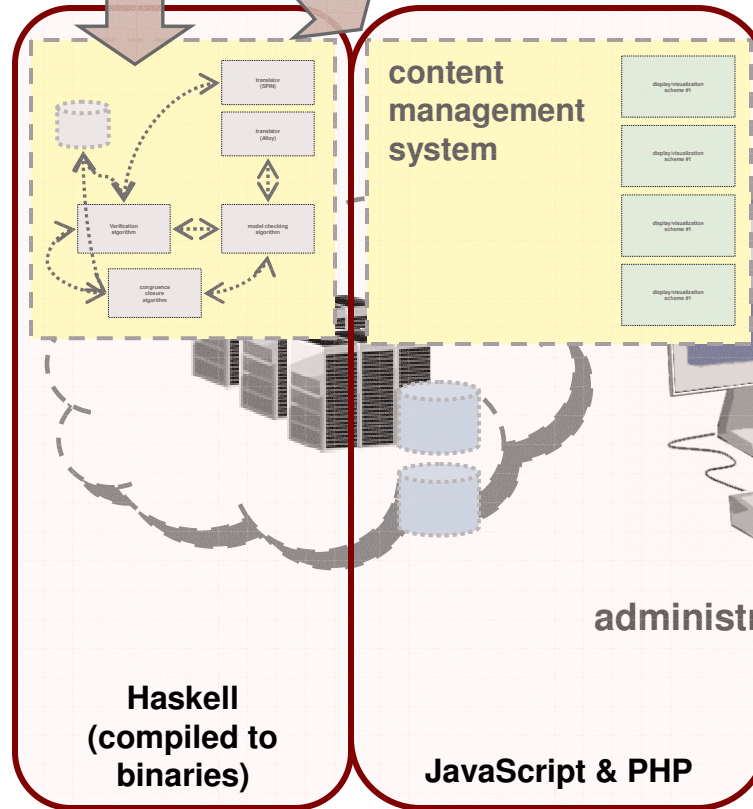 translator
(SPIN)
translator
(Alloy)
Verification
algorithm
model checking
algorithm
congruence
closure
algorithm
content
management
system
display/visualization
scheme #1
display/visualization
scheme #1
display/visualization
scheme #1
display/visualization
scheme #1
administr
Haskell
(compiled to
binaries)
JavaScript & PHP